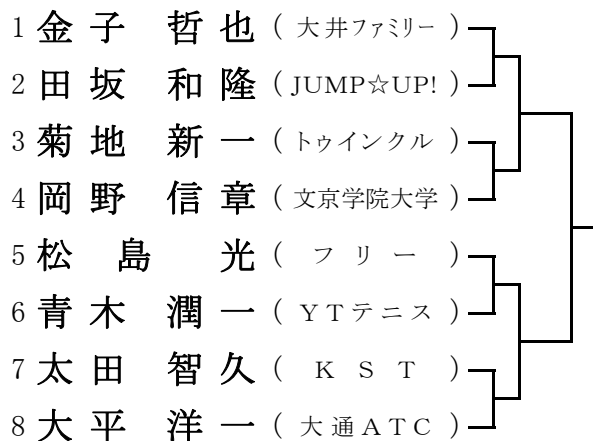 1 金子 哲也 (大井ファミリー)
2 田坂 和隆 (JUMP☆UP!)
3 菊地 新一 (トゥインクル)
4 岡野 信章 (文京学院大学)
5 松島 光 (フリー)
6 青木 潤一 (YTテニス)
7 太田 智久 (KST)
8 大平 洋一 (大通ATC)